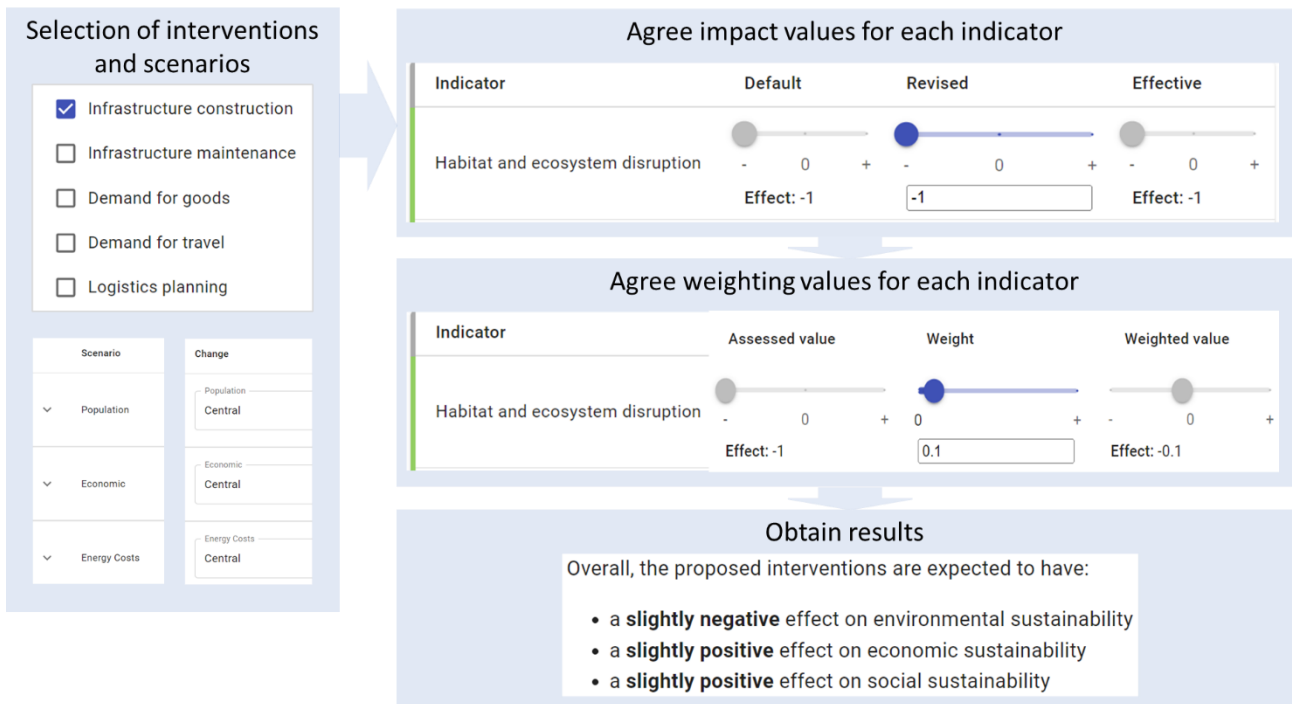 Selection of interventions
and scenarios
Infrastructure construction
Infrastructure maintenance
Demand for goods
Demand for travel
Logistics planning
Scenario Change
Population
Population Central
Economic
Economic Central
Energy Costs
Energy Costs Central
Agree impact values for each indicator
Indicator Default Revised Effective
Habitat and ecosystem disruption
- 0 + - 0 + - 0 +
Effect: -1 -1 Effect: -1
Agree weighting values for each indicator
Indicator Assessed value Weight Weighted value
Habitat and ecosystem disruption
- 0 + 0 + - 0 +
Effect: -1 0.1 Effect: -0.1
Obtain results
Overall, the proposed interventions are expected to have:
• a slightly negative effect on environmental sustainability
• a slightly positive effect on economic sustainability
• a slightly positive effect on social sustainability